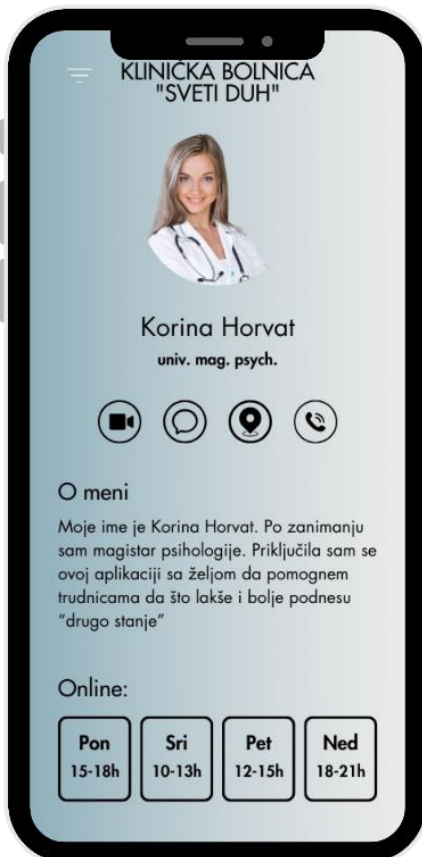 KLINIČKA BOLNICA
"SVETI DUH"
Korina Horvat
univ. mag. psych.
O meni
Moje ime je Korina Horvat. Po zanimanju
sam magistar psihologije. Priključila sam se
ovoj aplikaciji sa željom da pomognem
trudnicama da što lakše i bolje podnesu
“drugo stanje”
Online:
Pon Sri Pet Ned
15-18h 10-13h 12-15h 18-21h